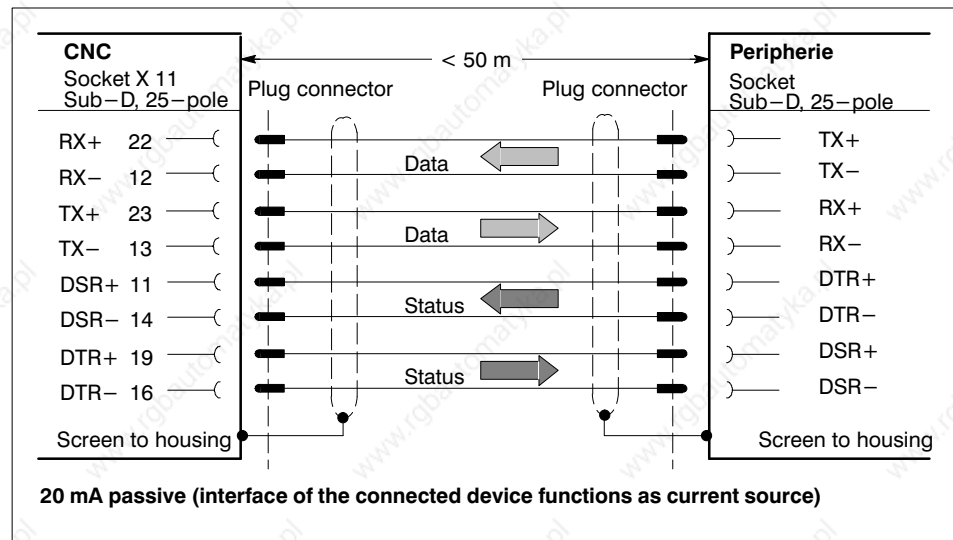 CNC
Socket X 11
Sub−D, 25−pole
< 50 m
Peripherie
Socket
Sub−D, 25−pole
Plug connector
Plug connector
RX+ 22
TX+
Data
RX− 12
TX−
TX+ 23
RX+
Data
TX− 13
RX−
DSR+ 11
DTR+
Status
DSR− 14
DTR−
DTR+ 19
DSR+
Status
DTR− 16
DSR−
Screen to housing
Screen to housing
20 mA passive (interface of the connected device functions as current source)
www.rgbautomatyka.pl